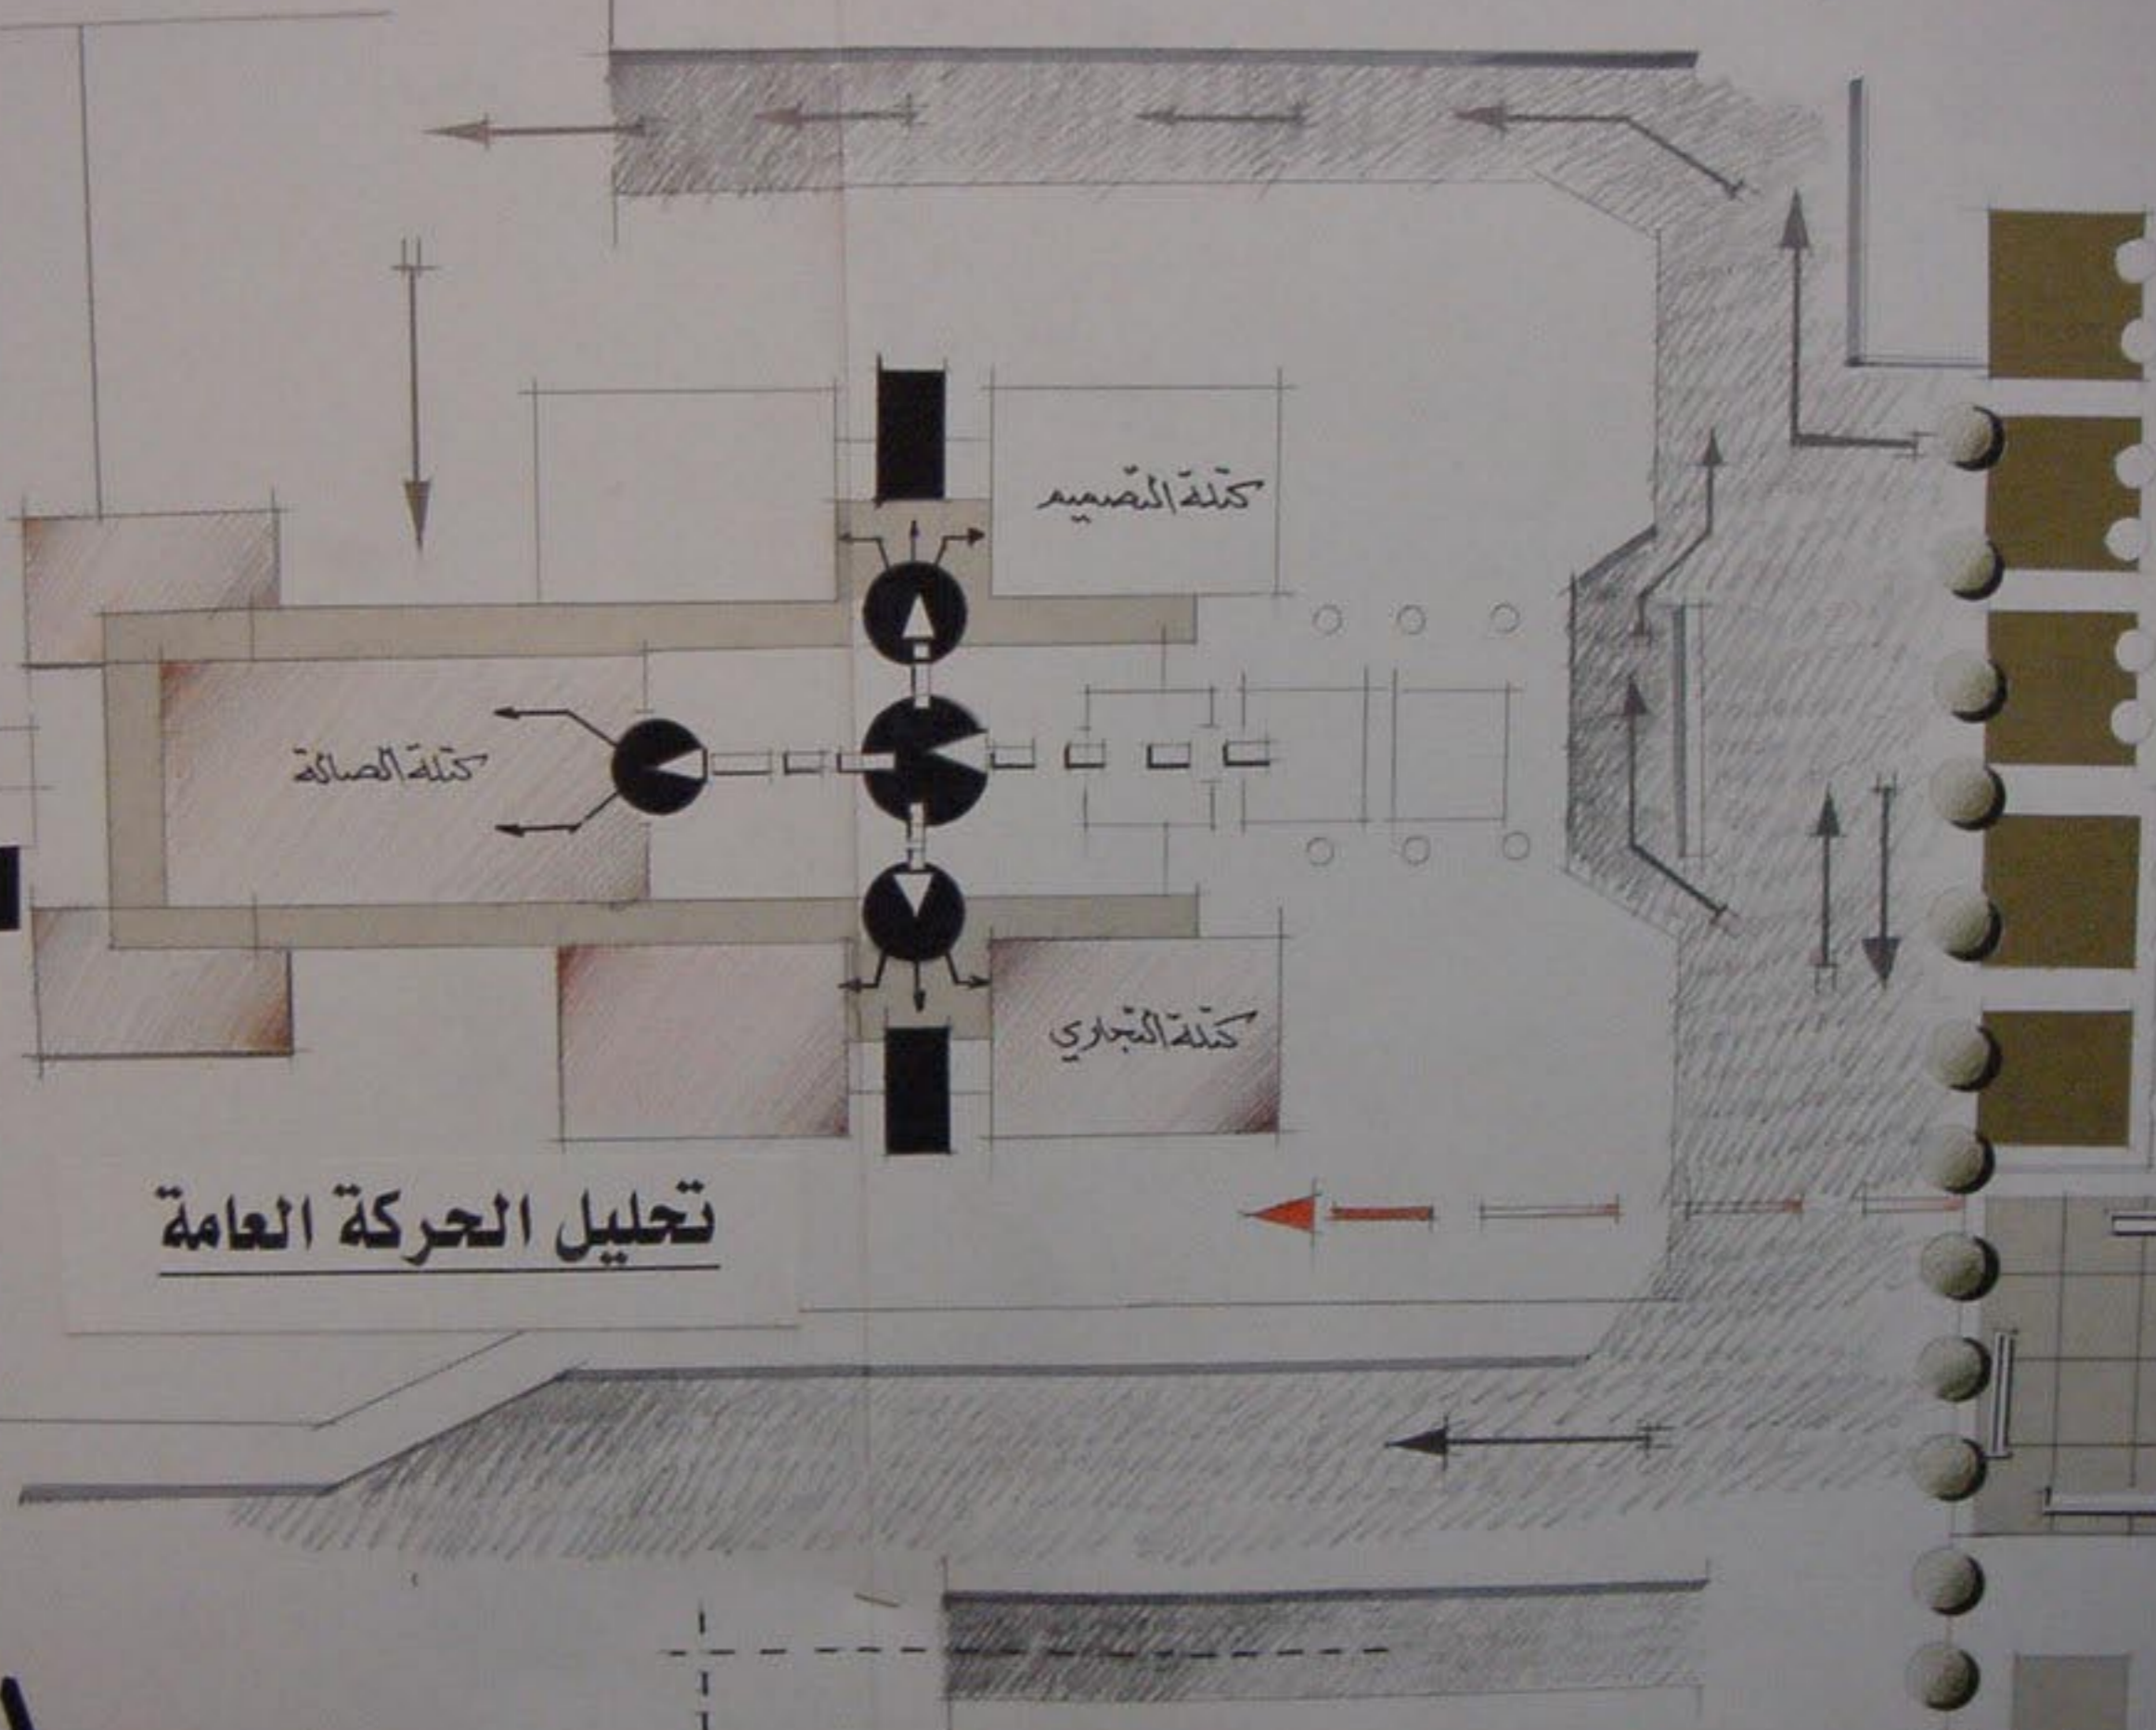 كتلة التصميم
كتلة الصالة
كتلة التجاري
تحليل الحركة العامة